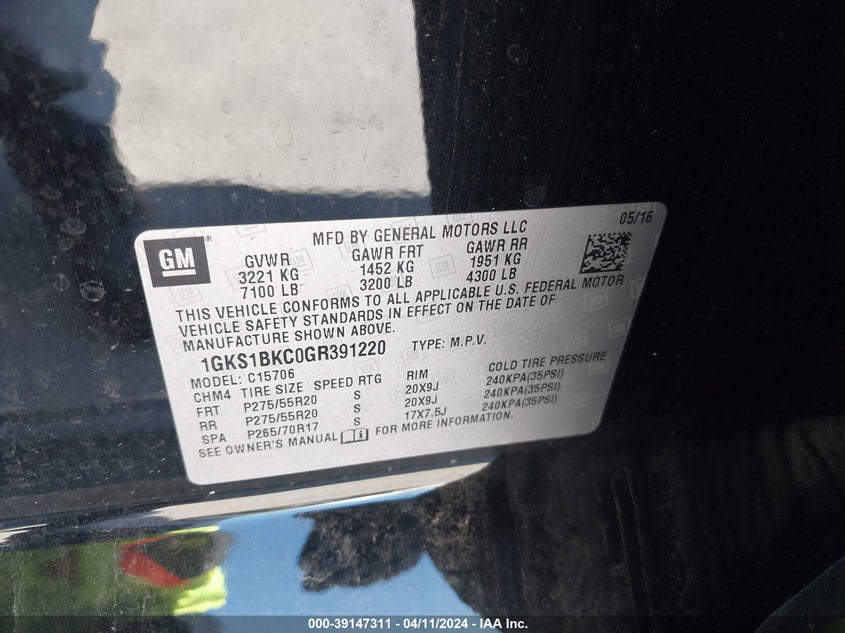 05/16
GM
MFD BY GENERAL MOTORS LLC
GVWR GAWR FRT GAWR RR
3221 KG 1452 KG 1951 KG
7100 LB 3200 LB 4300 LB
THIS VEHICLE CONFORMS TO ALL APPLICABLE U.S. FEDERAL MOTOR
VEHICLE SAFETY STANDARDS IN EFFECT ON THE DATE OF
MANUFACTURE SHOWN ABOVE.
1GKS1BKC0GR391220 TYPE: M.P.V.
MODEL: C15706
CHM4 TIRE SIZE SPEED RTG RIM COLD TIRE PRESSURE
FRT P275/55R20 S 20X9J 240KPA(35PSI)
RR P275/55R20 S 20X9J 240KPA(35PSI)
SPA P265/70R17 S 17X7.5J 240KPA(35PSI)
SEE OWNER'S MANUAL FOR MORE INFORMATION.
000-39147311 - 04/11/2024 - IAA Inc.